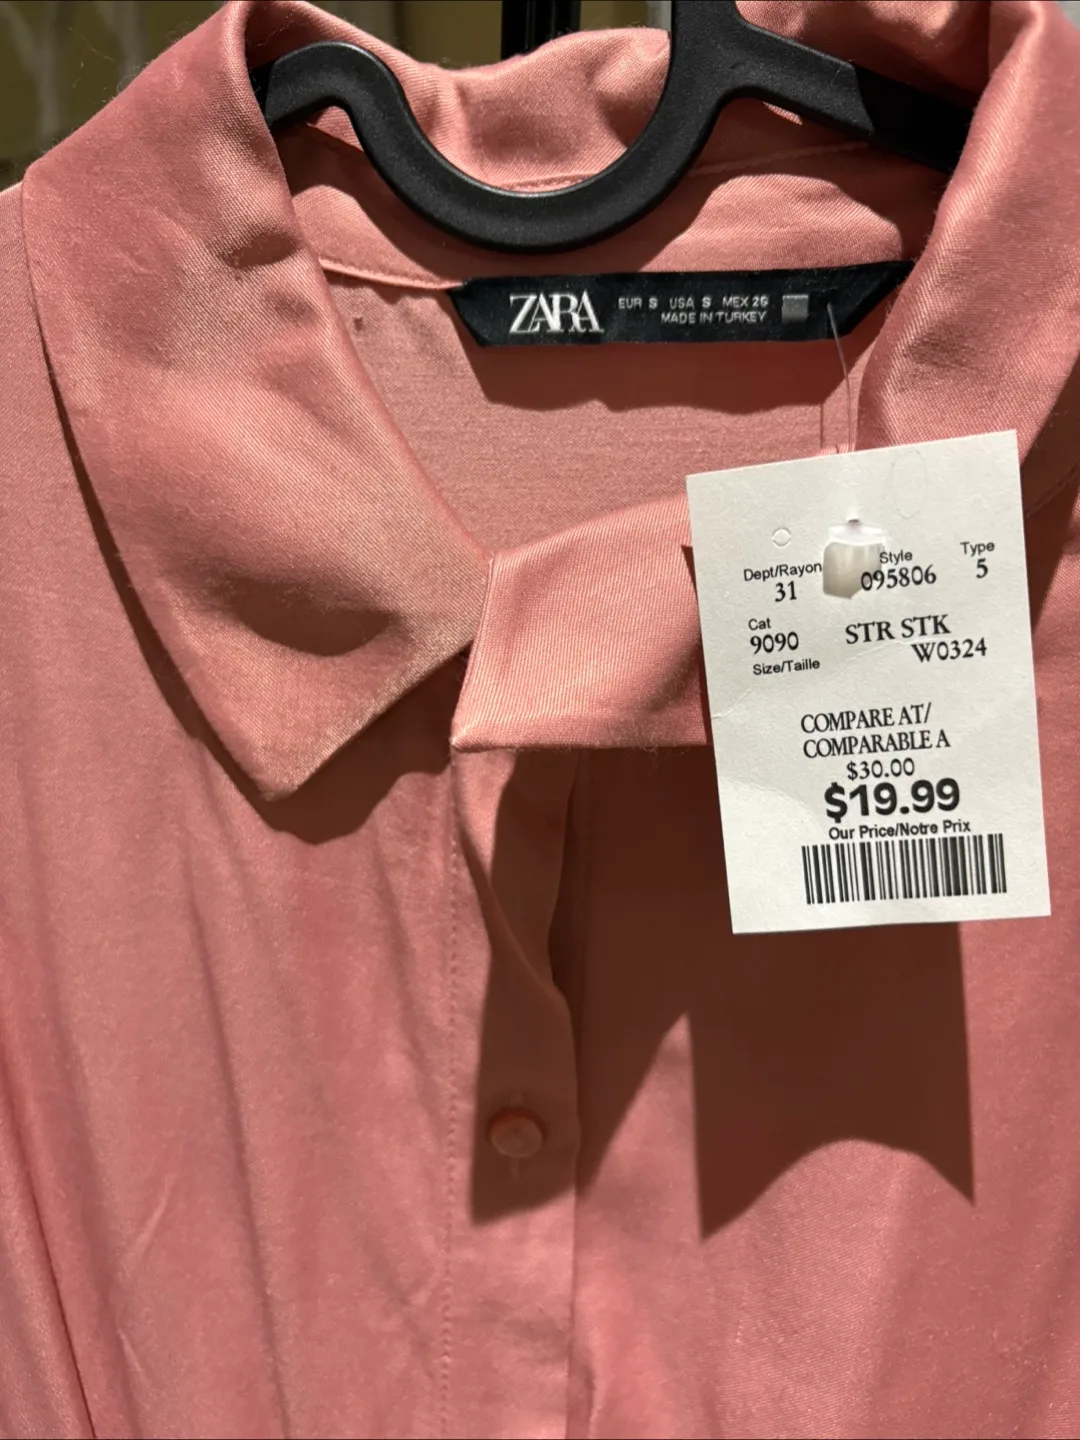 ZARA
EUR S USA S MEX 26
MADE IN TURKEY
Dept/Rayon Style Type
31 095806 5
Cat
9090 STR STK
Size/Taille W0324
COMPARE AT/
COMPARABLE A
$30.00
$19.99
Our Price/Notre Prix